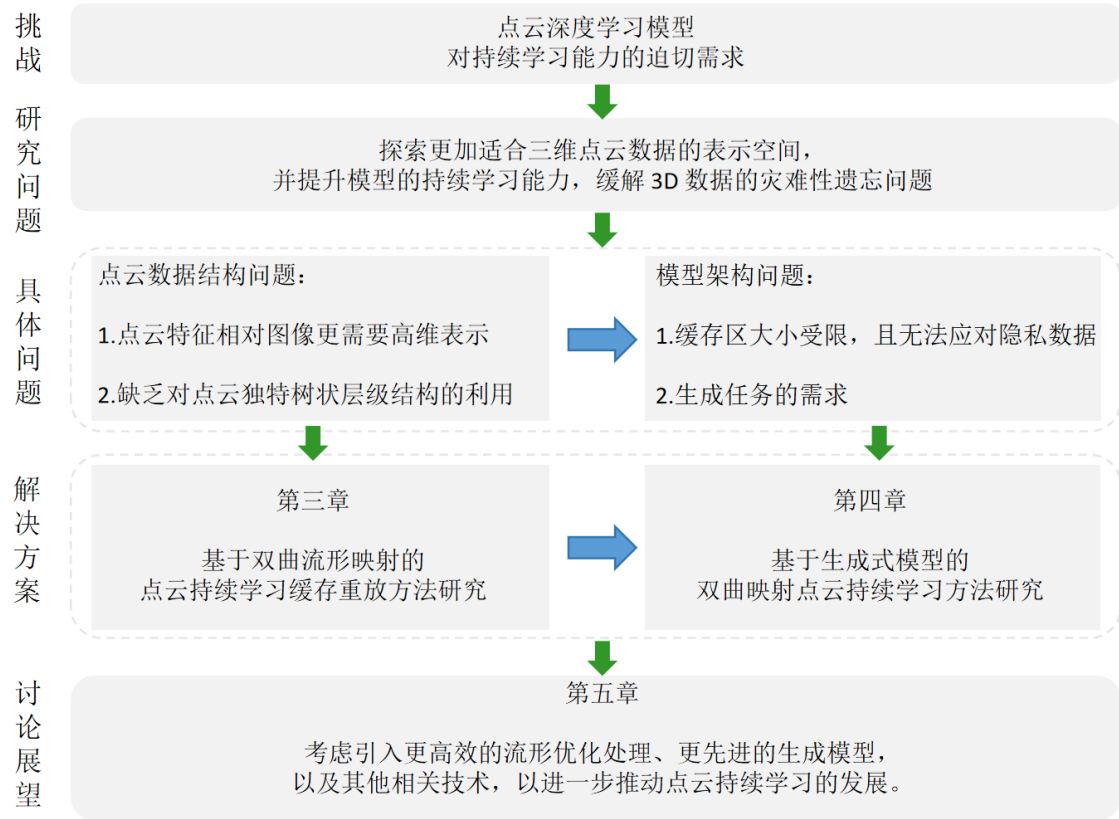 挑战
点云深度学习模型
对持续学习能力的迫切需求
研究问题
探索更加适合三维点云数据的表示空间，
并提升模型的持续学习能力，缓解 3D 数据的灾难性遗忘问题
具体问题
点云数据结构问题：
1.点云特征相对图像更需要高维表示
2.缺乏对点云独特树状层级结构的利用
模型架构问题：
1.缓存区大小受限，且无法应对隐私数据
2.生成任务的需求
解决方案
第三章
基于双曲流形映射的
点云持续学习缓存重放方法研究
第四章
基于生成式模型的
双曲映射点云持续学习方法研究
讨论展望
第五章
考虑引入更高效的流形优化处理、更先进的生成模型，
以及其他相关技术，以进一步推动点云持续学习的发展。